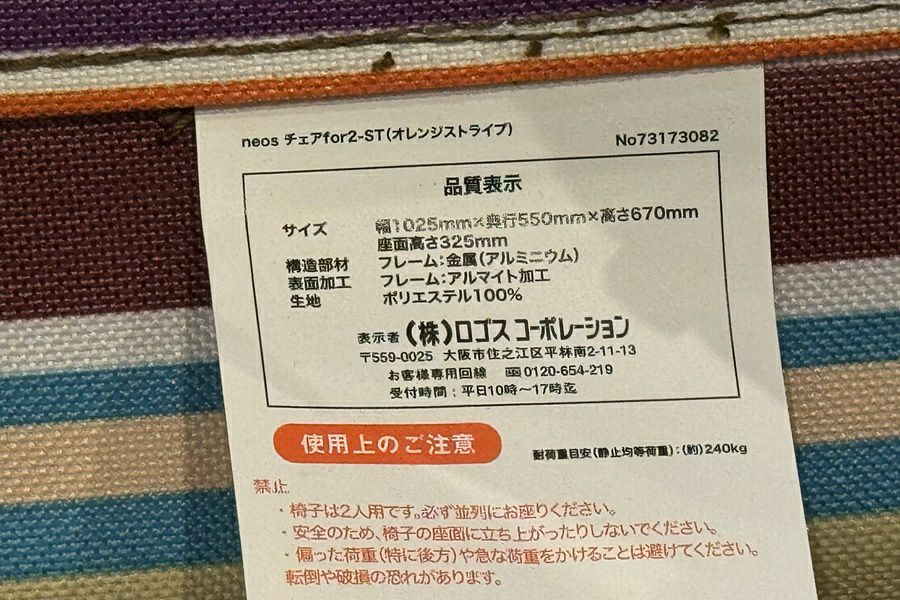 neos チェアfor2-ST(オレンジストライプ)
No73173082
品質表示
サイズ 幅1025mm×奥行550mm×高さ670mm
座面高さ325mm
構造部材 フレーム:金属(アルミニウム)
表面加工 フレーム:アルマイト加工
生地 ポリエステル100%
表示者 (株)ロゴス コーポレーション
〒559-0025 大阪市住之江区平林南2-11-13
お客様専用回線 0120-654-219
受付時間:平日10時〜17時迄
使用上のご注意
耐荷重目安(静止均等荷重):(約)240kg
禁止
・椅子は2人用です。必ず並列にお座りください。
・安全のため、椅子の座面に立ち上がったりしないでください。
・偏った荷重(特に後方)や急な荷重をかけることは避けてください。
転倒や破損の恐れがあります。